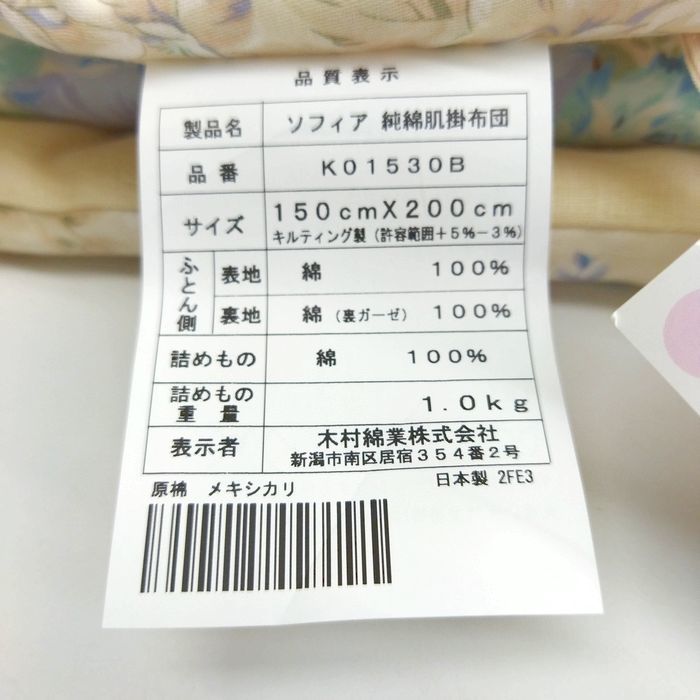 品質表示
製品名 ソフィア 純綿肌掛布団
品番 K01530B
サイズ 150cmX200cm
キルティング製(許容範囲+5%−3%)
ふとん側
表地 綿 100%
裏地 綿(裏ガーゼ) 100%
詰めもの 綿 100%
詰めもの
重量 1.0kg
表示者 木村綿業株式会社
新潟市南区居宿354番2号
原棉 メキシカリ 日本製 2FE3